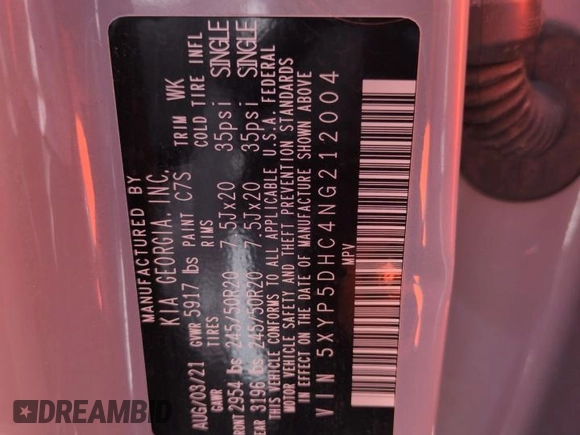 MANUFACTURED BY
KIA GEORGIA. INC.
AUG/03/21 GVWR 5917 lbs PAINT C7S TRIM WK
GAWR TIRES RIMS COLD TIRE INFL
FRONT 2954 lbs 245/50R20 7.5Jx20 35psi SINGLE
REAR 3196 lbs 245/50R20 7.5Jx20 35psi SINGLE
THIS VEHICLE CONFORMS TO ALL APPLICABLE U.S.A. FEDERAL
MOTOR VEHICLE SAFETY AND THEFT PREVENTION STANDARDS
IN EFFECT ON THE DATE OF MANUFACTURE SHOWN ABOVE
VIN 5XYP5DHC4NG212004
MPV
DREAMBID